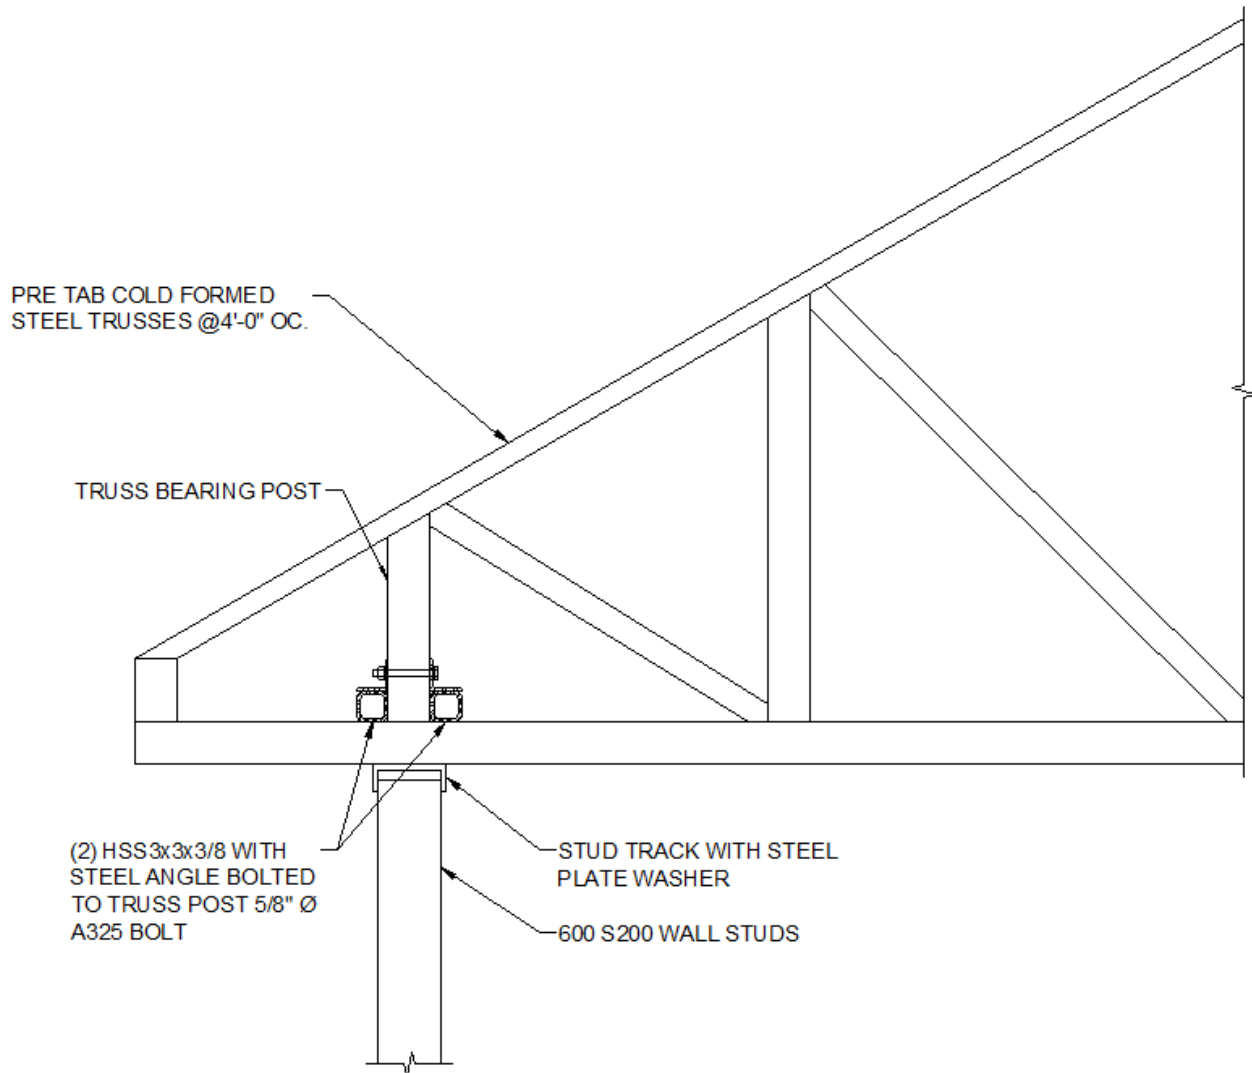 PRE TAB COLD FORMED
STEEL TRUSSES @4'-0" OC.
TRUSS BEARING POST
(2) HSS3x3x3/8 WITH
STEEL ANGLE BOLTED
TO TRUSS POST 5/8" Ø
A325 BOLT
STUD TRACK WITH STEEL
PLATE WASHER
600 S200 WALL STUDS